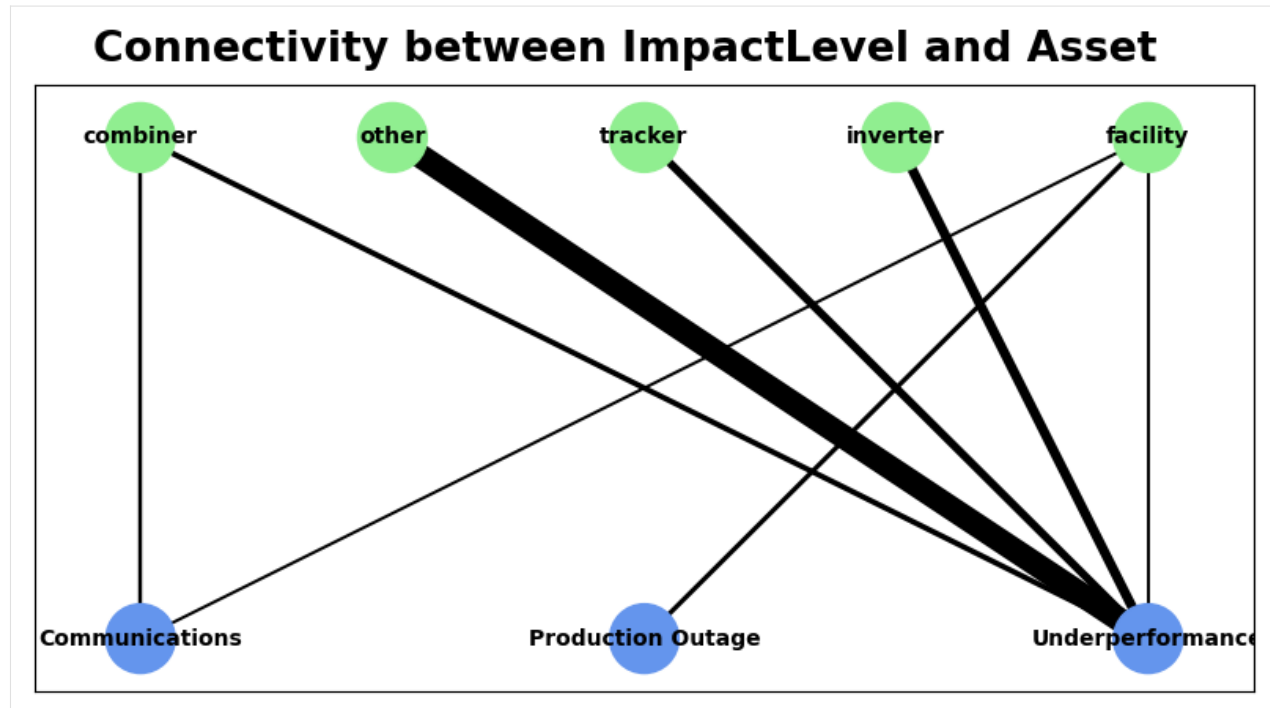 Connectivity between ImpactLevel and Asset
combiner
other
tracker
inverter
facility
Communications
Production Outage
Underperformance